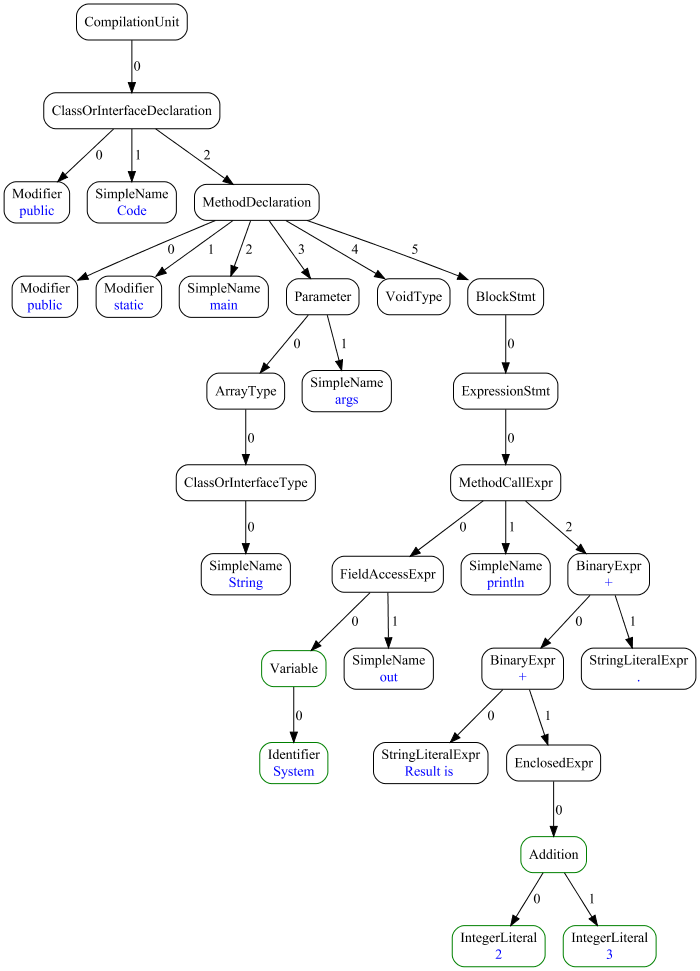 CompilationUnit
0
ClassOrInterfaceDeclaration
0 1 2
Modifier
public
SimpleName
Code
MethodDeclaration
0 1 2 3 4 5
Modifier
public
Modifier
static
SimpleName
main
Parameter
VoidType
BlockStmt
0 1 0
ArrayType
SimpleName
args
ExpressionStmt
0 0
ClassOrInterfaceType
MethodCallExpr
0 0 1 2
SimpleName
String
FieldAccessExpr
SimpleName
println
BinaryExpr
+
0 1 0 1
Variable
SimpleName
out
BinaryExpr
+
StringLiteralExpr
.
0 0 1
Identifier
System
StringLiteralExpr
Result is
EnclosedExpr
0
Addition
0 1
IntegerLiteral
2
IntegerLiteral
3